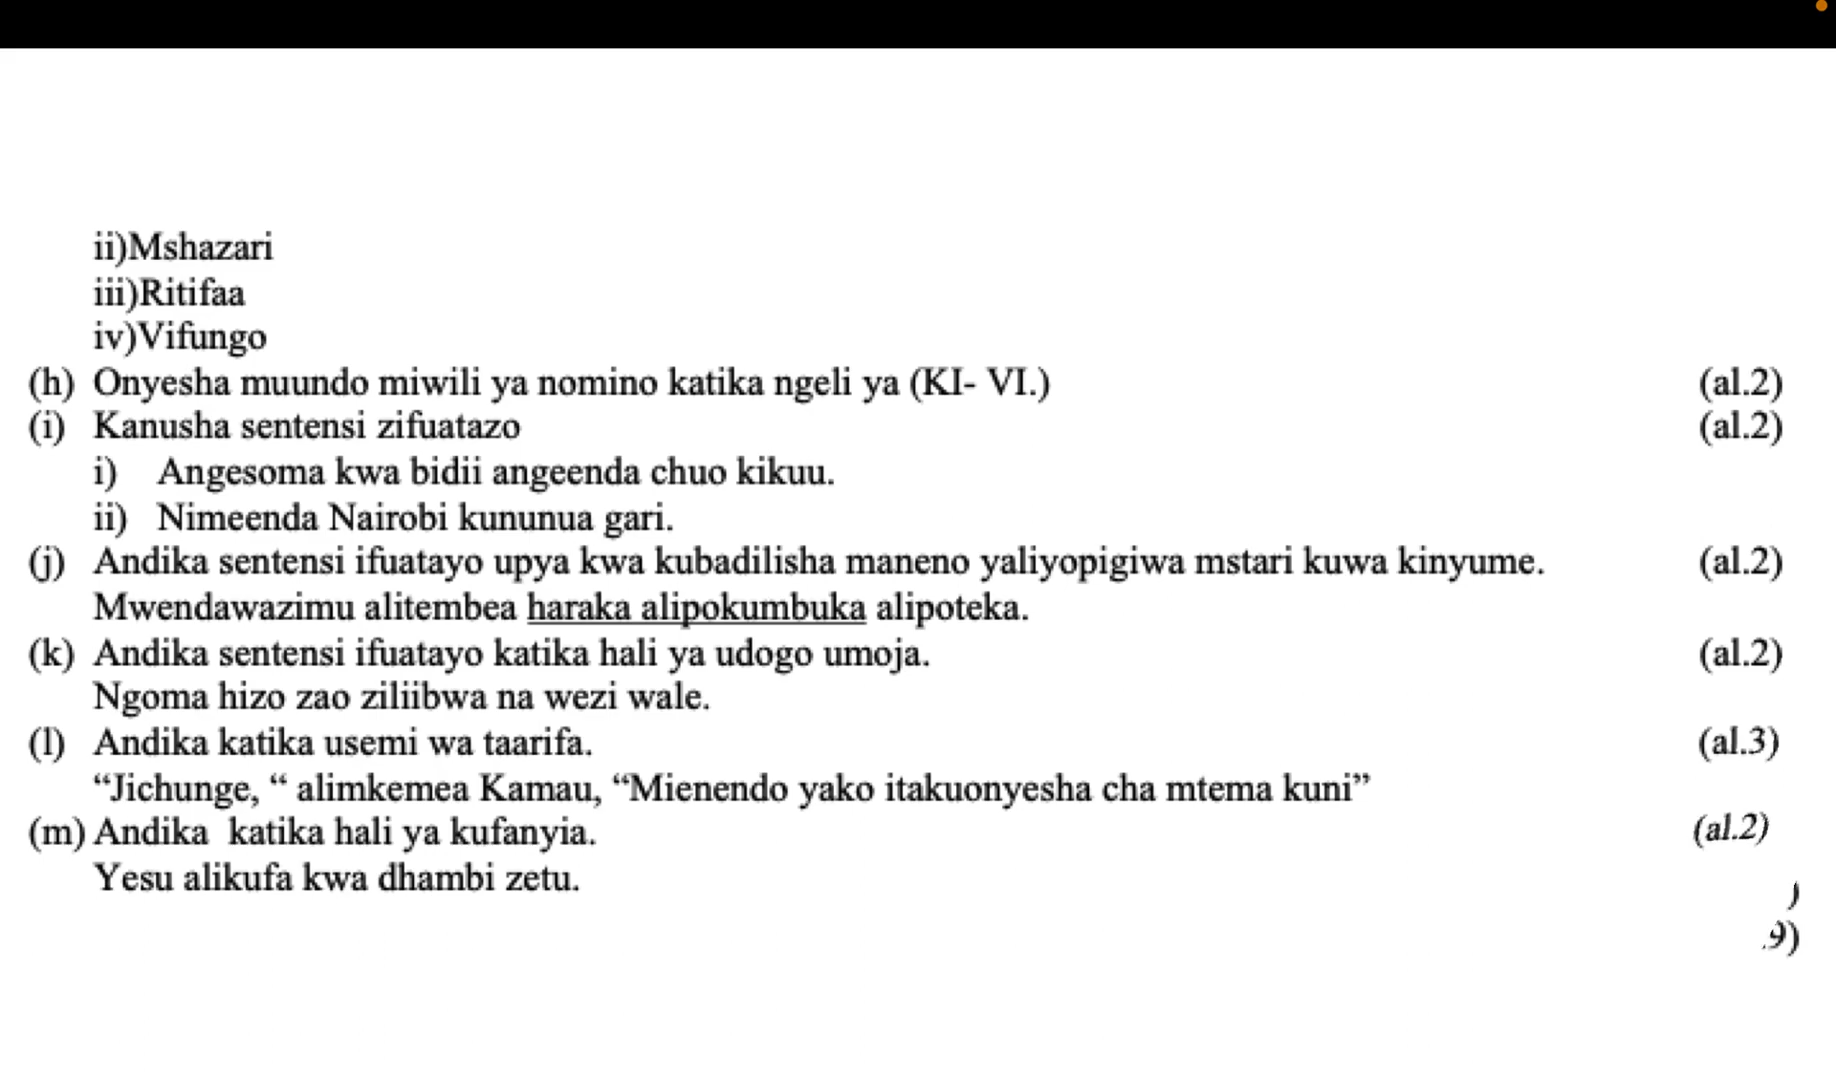 ii)Mshazari
iii)Ritifaa
iv)Vifungo
(h) Onyesha muundo miwili ya nomino katika ngeli ya (KI- VI.) (al.2)
(i) Kanusha sentensi zifuatazo (al.2)
i) Angesoma kwa bidii angeenda chuo kikuu.
ii) Nimeenda Nairobi kununua gari.
(j) Andika sentensi ifuatayo upya kwa kubadilisha maneno yaliyopigiwa mstari kuwa kinyume. (al.2)
Mwendawazimu alitembea haraka alipokumbuka alipoteka.
(k) Andika sentensi ifuatayo katika hali ya udogo umoja. (al.2)
Ngoma hizo zao ziliibwa na wezi wale.
(l) Andika katika usemi wa taarifa. (al.3)
“Jichunge, “ alimkemea Kamau, “Mienendo yako itakuonyesha cha mtema kuni”
(m) Andika katika hali ya kufanyia. (al.2)
Yesu alikufa kwa dhambi zetu.
)
.9)